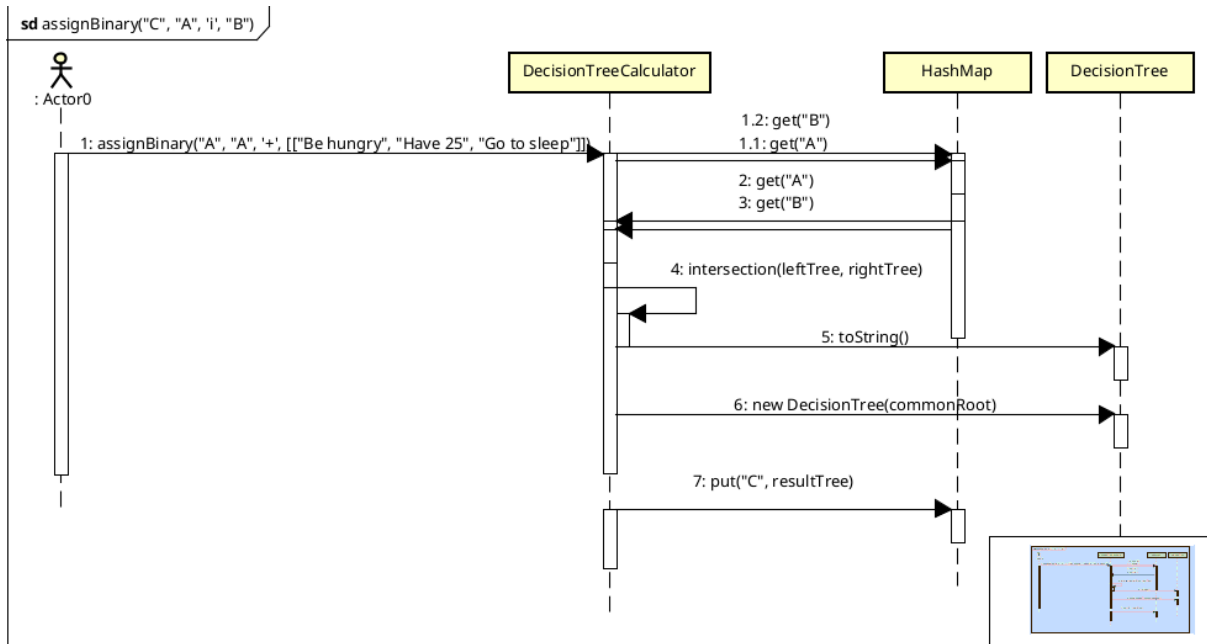 sd assignBinary("C", "A", 'i', "B")
: Actor0
DecisionTreeCalculator
HashMap
DecisionTree
1.2: get("B")
1: assignBinary("A", "A", '+', [["Be hungry", "Have 25", "Go to sleep"]])
1.1: get("A")
2: get("A")
3: get("B")
4: intersection(leftTree, rightTree)
5: toString()
6: new DecisionTree(commonRoot)
7: put("C", resultTree)